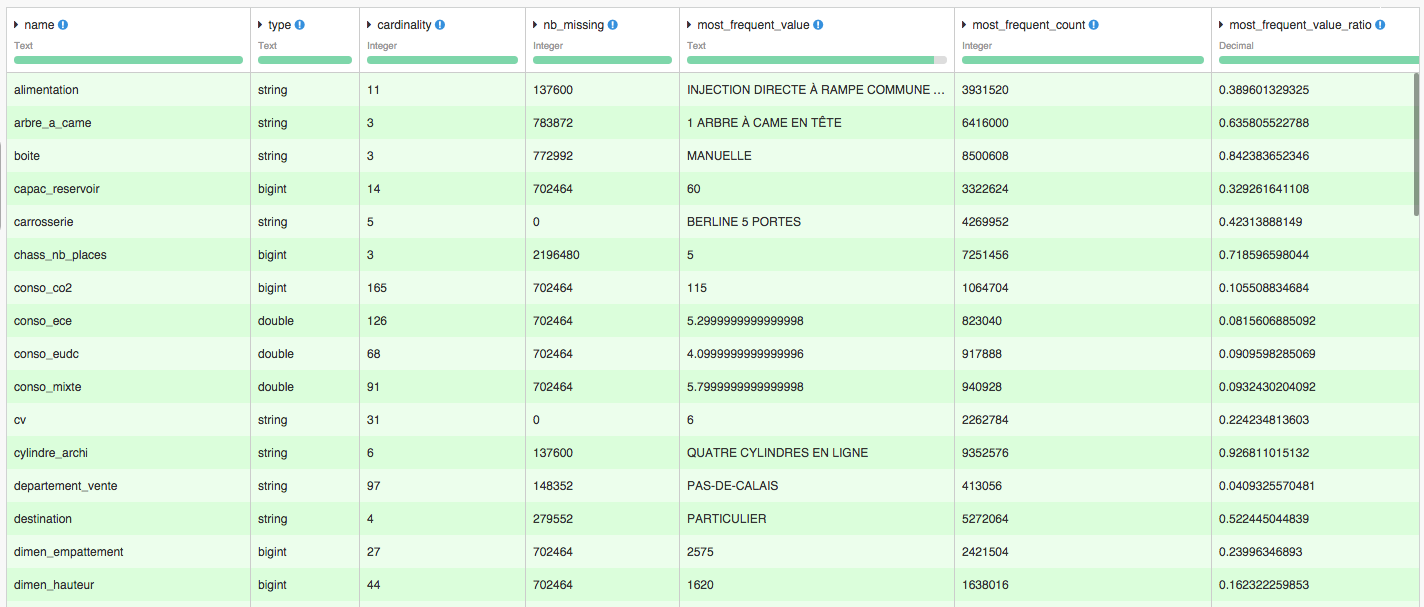 name type cardinality nb_missing most_frequent_value most_frequent_count most_frequent_value_ratio
Text Text Integer Integer Text Integer Decimal
alimentation string 11 137600 INJECTION DIRECTE À RAMPE COMMUNE ... 3931520 0.389601329325
arbre_a_came string 3 783872 1 ARBRE À CAME EN TÊTE 6416000 0.635805522788
boite string 3 772992 MANUELLE 8500608 0.842383652346
capac_reservoir bigint 14 702464 60 3322624 0.329261641108
carrosserie string 5 0 BERLINE 5 PORTES 4269952 0.42313888149
chass_nb_places bigint 3 2196480 5 7251456 0.718596598044
conso_co2 bigint 165 702464 115 1064704 0.105508834684
conso_ece double 126 702464 5.2999999999999998 823040 0.0815606885092
conso_eudc double 68 702464 4.0999999999999996 917888 0.0909598285069
conso_mixte double 91 702464 5.7999999999999998 940928 0.0932430204092
cv string 31 0 6 2262784 0.224234813603
cylindre_archi string 6 137600 QUATRE CYLINDRES EN LIGNE 9352576 0.926811015132
departement_vente string 97 148352 PAS-DE-CALAIS 413056 0.0409325570481
destination string 4 279552 PARTICULIER 5272064 0.522445044839
dimen_empattement bigint 27 702464 2575 2421504 0.23996346893
dimen_hauteur bigint 44 702464 1620 1638016 0.162322259853